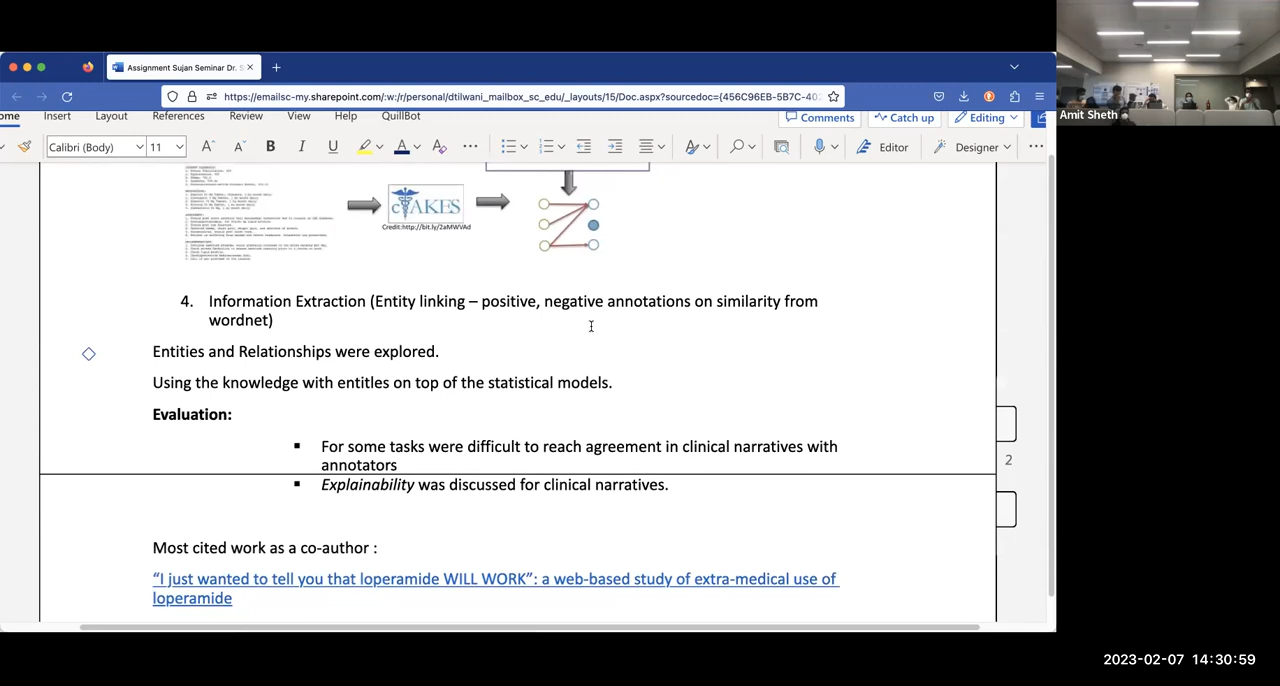 Assignment Sujan Seminar Dr. S
https://emailsc-my.sharepoint.com/:w:/r/personal/dtilwani_mailbox_sc_edu/_layouts/15/Doc.aspx?sourcedoc={456C96EB-5B7C-402
Amit Sheth
ome Insert Layout References Review View Help QuillBot Comments Catch up Editing
Calibri (Body) 11 B I U A Editor Designer
cTAKES
Credit:http://bit.ly/2aMWVAd
4. Information Extraction (Entity linking – positive, negative annotations on similarity from
wordnet)
Entities and Relationships were explored.
Using the knowledge with entitles on top of the statistical models.
Evaluation:
▪ For some tasks were difficult to reach agreement in clinical narratives with
annotators
2
▪ Explainability was discussed for clinical narratives.
Most cited work as a co-author :
“I just wanted to tell you that loperamide WILL WORK”: a web-based study of extra-medical use of
loperamide
2023-02-07 14:30:59